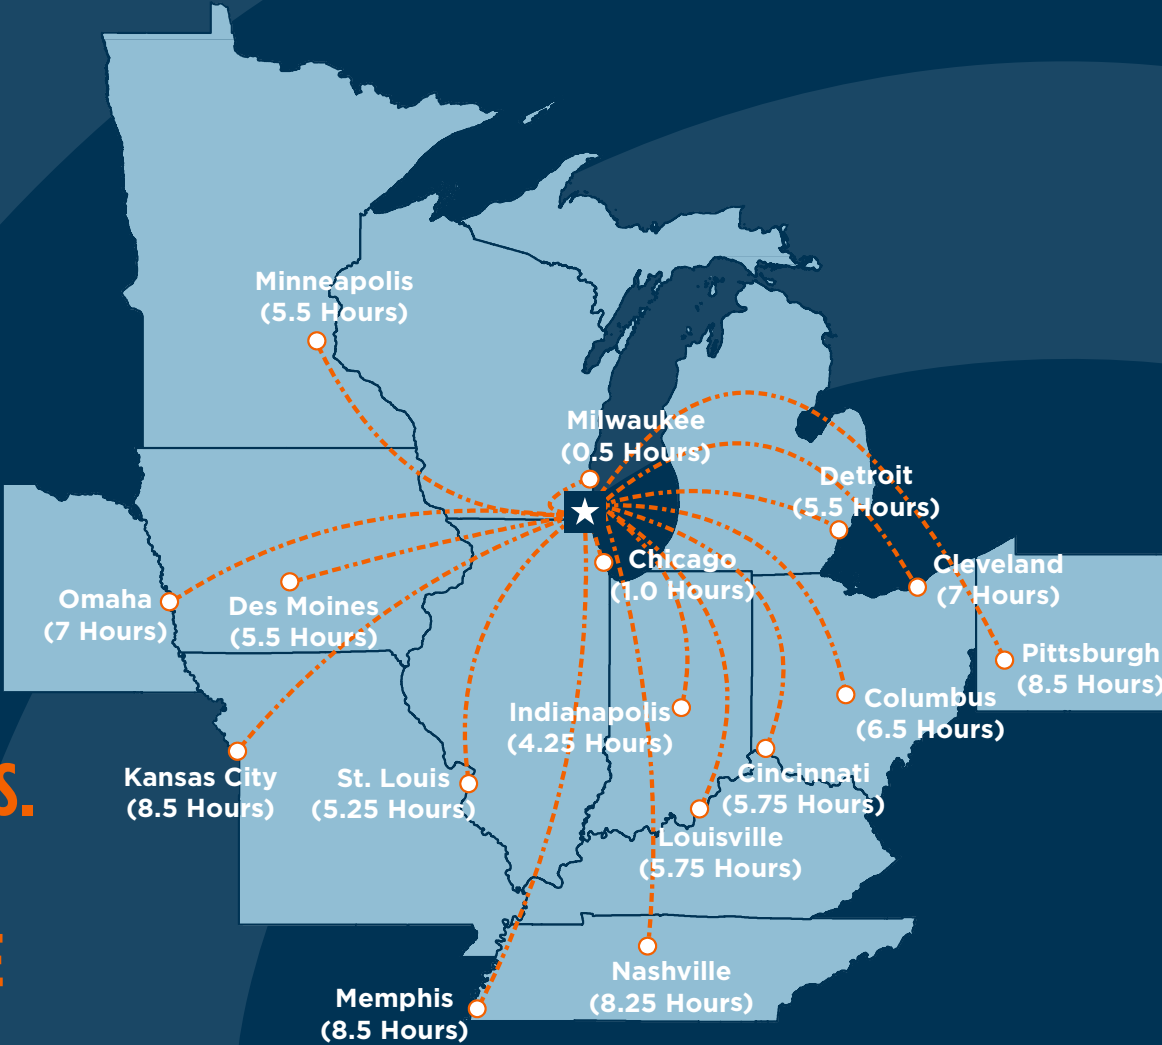 Minneapolis
(5.5 Hours)
Milwaukee
(0.5 Hours)
Detroit
(5.5 Hours)
Chicago
(1.0 Hours)
Cleveland
(7 Hours)
Omaha
(7 Hours)
Des Moines
(5.5 Hours)
Pittsburgh
(8.5 Hours)
Columbus
(6.5 Hours)
Indianapolis
(4.25 Hours)
Kansas City
(8.5 Hours)
St. Louis
(5.25 Hours)
Cincinnati
(5.75 Hours)
S.
Louisville
(5.75 Hours)
Nashville
(8.25 Hours)
Memphis
(8.5 Hours)